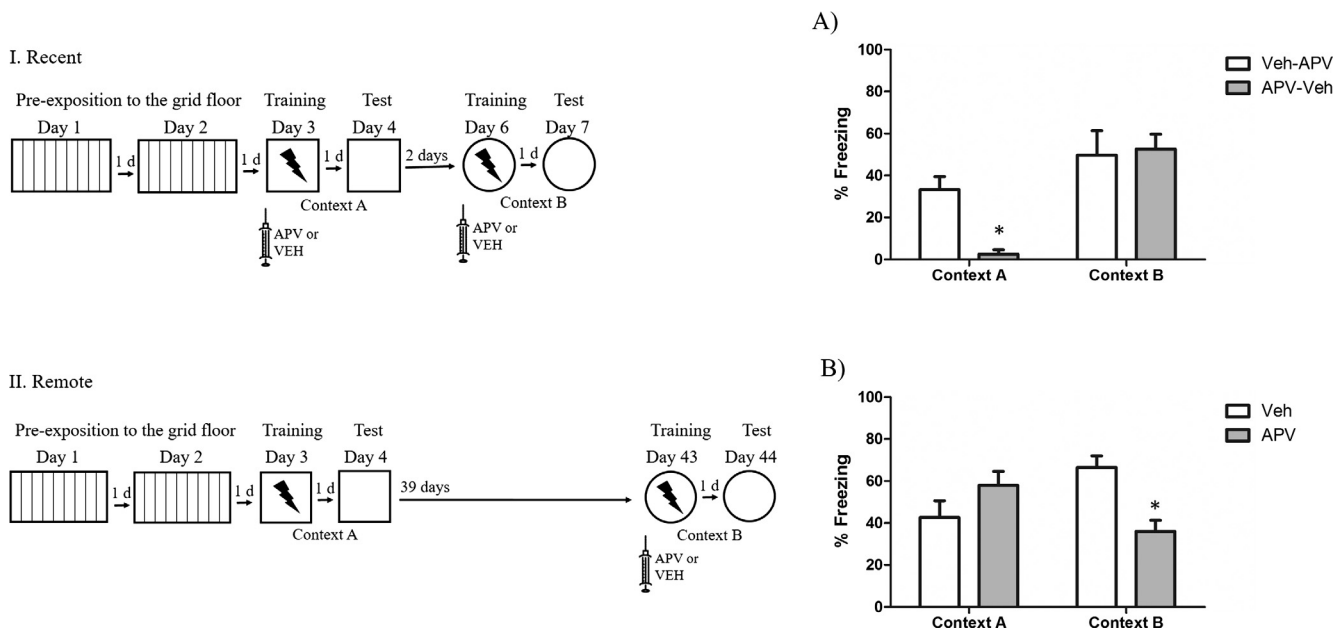 I. Recent
Pre-exposition to the grid floor Training Test Training Test
Day 1 Day 2 Day 3 Day 4 Day 6 Day 7
1 d 1 d 1 d 2 days 1 d
Context A Context B
APV or
VEH
APV or
VEH
A)
% Freezing
100
80
60
40
20
0
*
Context A Context B
Veh-APV
APV-Veh
II. Remote
Pre-exposition to the grid floor Training Test Training Test
Day 1 Day 2 Day 3 Day 4 Day 43 Day 44
1 d 1 d 1 d 39 days 1 d
Context A Context B
APV or
VEH
B)
% Freezing
100
80
60
40
20
0
*
Context A Context B
Veh
APV